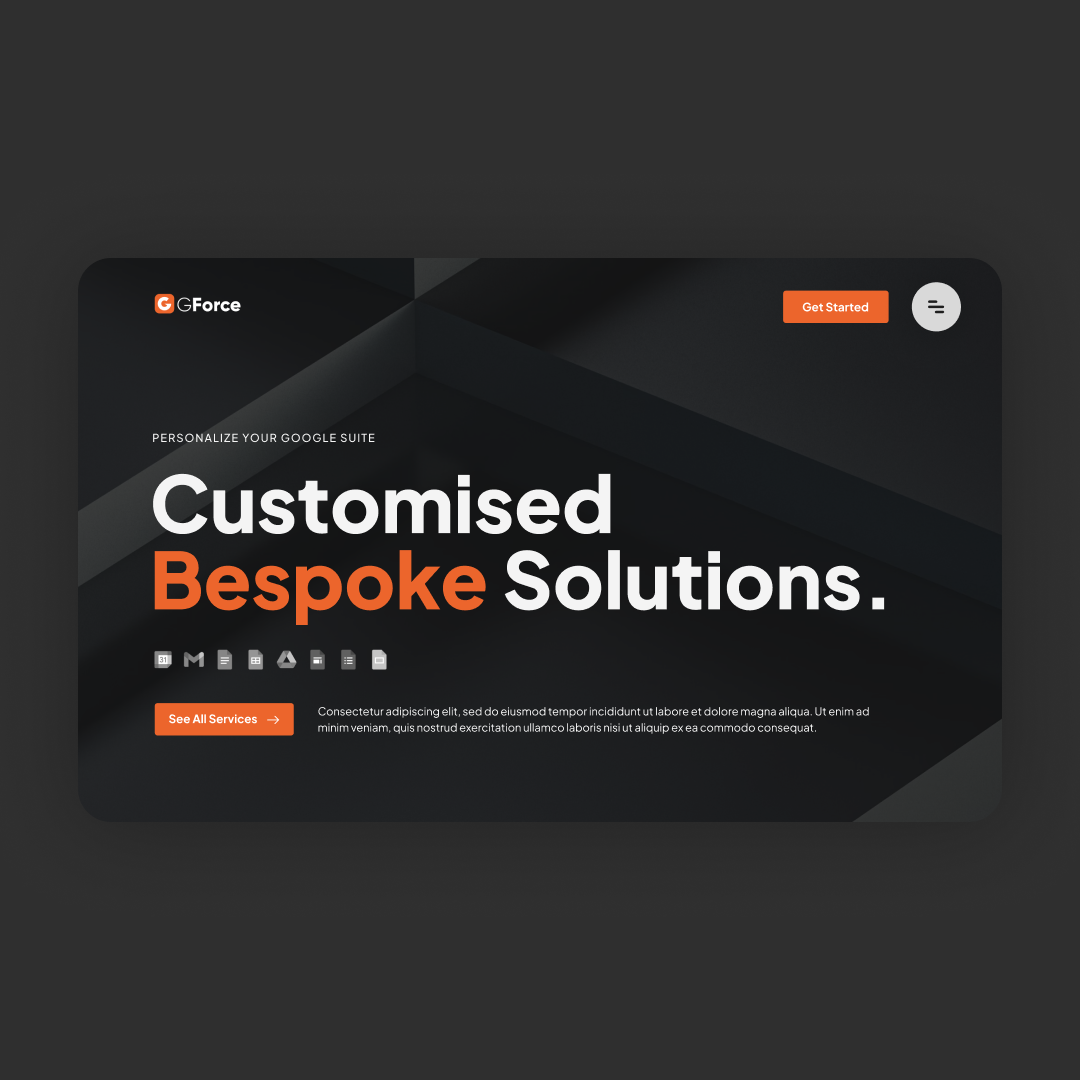 GForce
Get Started
PERSONALIZE YOUR GOOGLE SUITE
Customised
Bespoke Solutions.
31
See All Services
Consectetur adipiscing elit, sed do eiusmod tempor incididunt ut labore et dolore magna aliqua. Ut enim ad
minim veniam, quis nostrud exercitation ullamco laboris nisi ut aliquip ex ea commodo consequat.